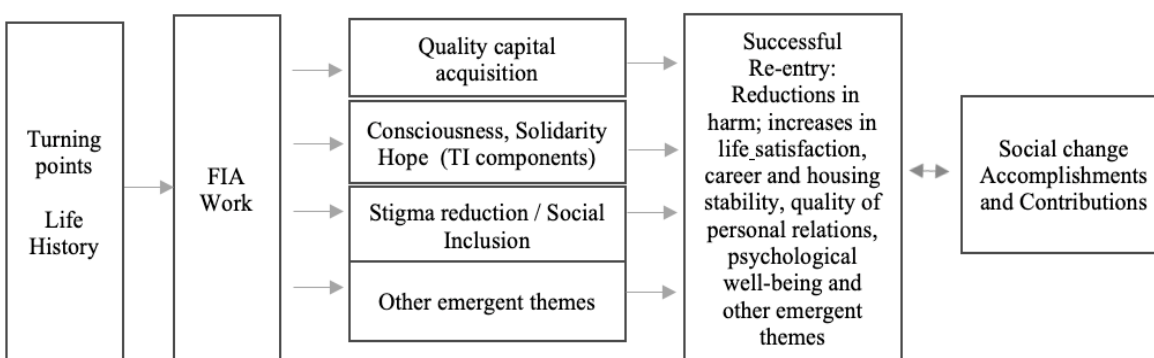 Turning
points
Life
History
FIA
Work
Quality capital
acquisition
Consciousness, Solidarity
Hope (TI components)
Stigma reduction / Social
Inclusion
Other emergent themes
Successful
Re-entry:
Reductions in
harm; increases in
life satisfaction,
career and housing
stability, quality of
personal relations,
psychological
well-being and
other emergent
themes
Social change
Accomplishments
and Contributions